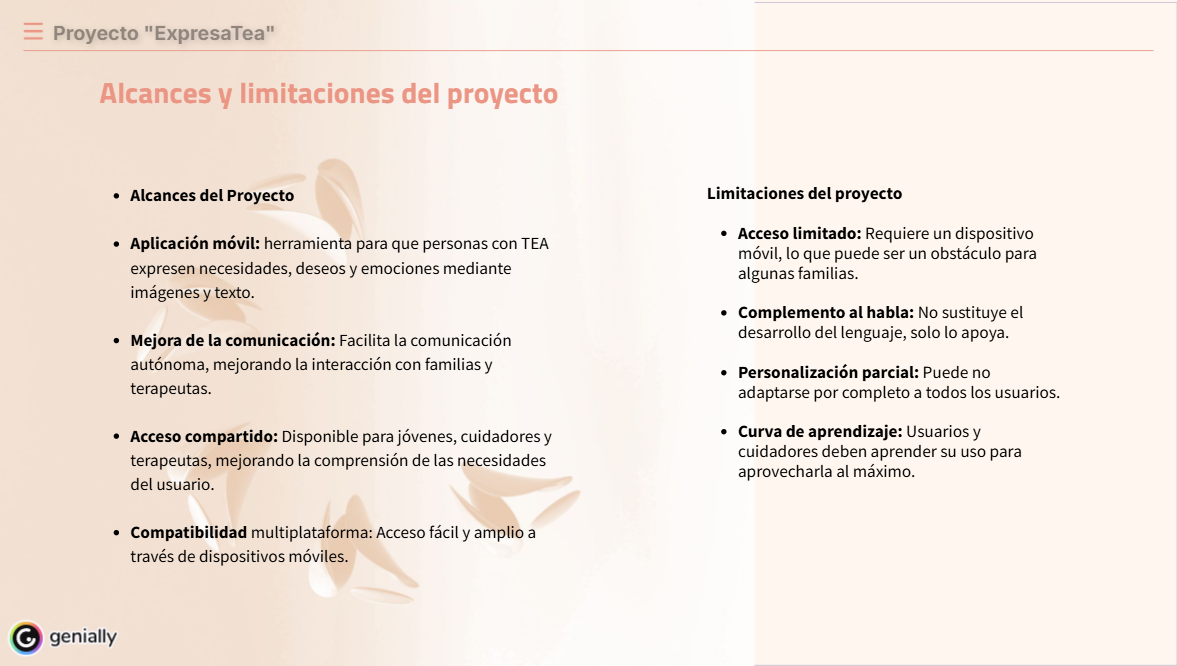 Proyecto "ExpresaTea"
Alcances y limitaciones del proyecto
• Alcances del Proyecto
• Aplicación móvil: herramienta para que personas con TEA
expresen necesidades, deseos y emociones mediante
imágenes y texto.
• Mejora de la comunicación: Facilita la comunicación
autónoma, mejorando la interacción con familias y
terapeutas.
• Acceso compartido: Disponible para jóvenes, cuidadores y
terapeutas, mejorando la comprensión de las necesidades
del usuario.
• Compatibilidad multiplataforma: Acceso fácil y amplio a
través de dispositivos móviles.
Limitaciones del proyecto
• Acceso limitado: Requiere un dispositivo
móvil, lo que puede ser un obstáculo para
algunas familias.
• Complemento al habla: No sustituye el
desarrollo del lenguaje, solo lo apoya.
• Personalización parcial: Puede no
adaptarse por completo a todos los usuarios.
• Curva de aprendizaje: Usuarios y
cuidadores deben aprender su uso para
aprovecharla al máximo.
genially